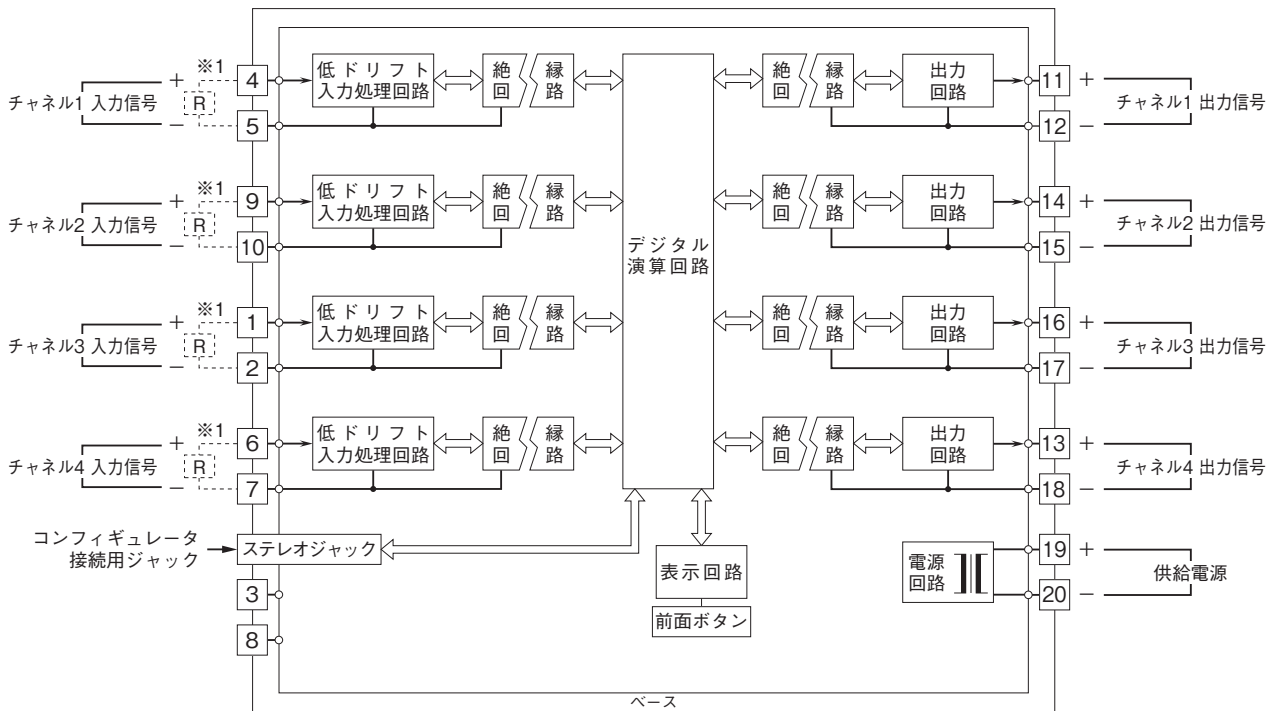 チャネル1 入力信号
+
−
※1
R
4
5
低ドリフト
入力処理回路
絶縁
回路
絶縁
回路
出力
回路
11
12
+
−
チャネル1 出力信号
チャネル2 入力信号
+
−
※1
R
9
10
低ドリフト
入力処理回路
絶縁
回路
デジタル
演算回路
絶縁
回路
出力
回路
14
15
+
−
チャネル2 出力信号
チャネル3 入力信号
+
−
※1
R
1
2
低ドリフト
入力処理回路
絶縁
回路
絶縁
回路
出力
回路
16
17
+
−
チャネル3 出力信号
チャネル4 入力信号
+
−
※1
R
6
7
低ドリフト
入力処理回路
絶縁
回路
絶縁
回路
出力
回路
13
18
+
−
チャネル4 出力信号
コンフィギュレータ
接続用ジャック
ステレオジャック
3
8
表示回路
前面ボタン
電源
回路
19
20
+
−
供給電源
ベース